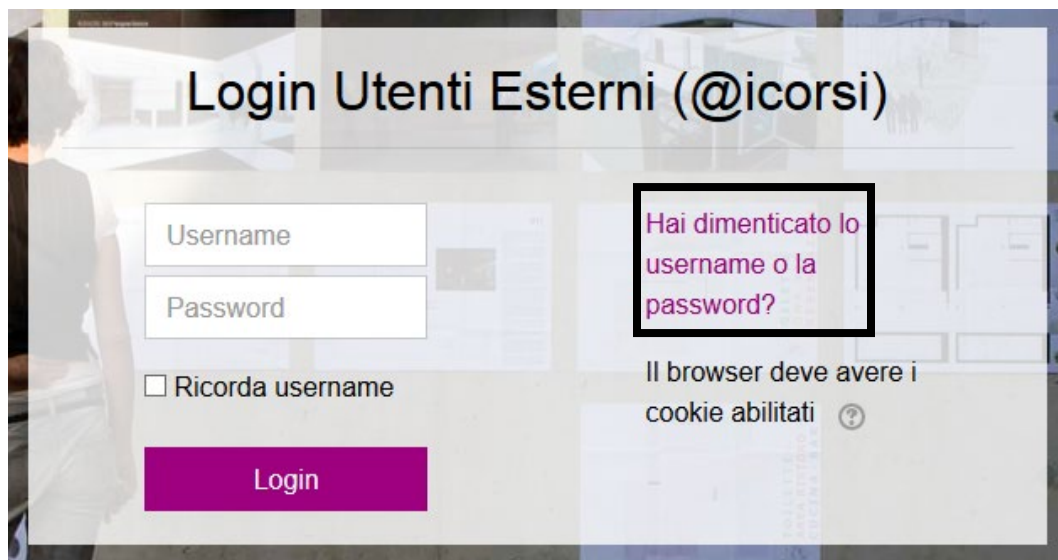 Login Utenti Esterni (@icorsi)
Username
Password
Ricorda username
Login
Hai dimenticato lo
username o la
password?
Il browser deve avere i
cookie abilitati